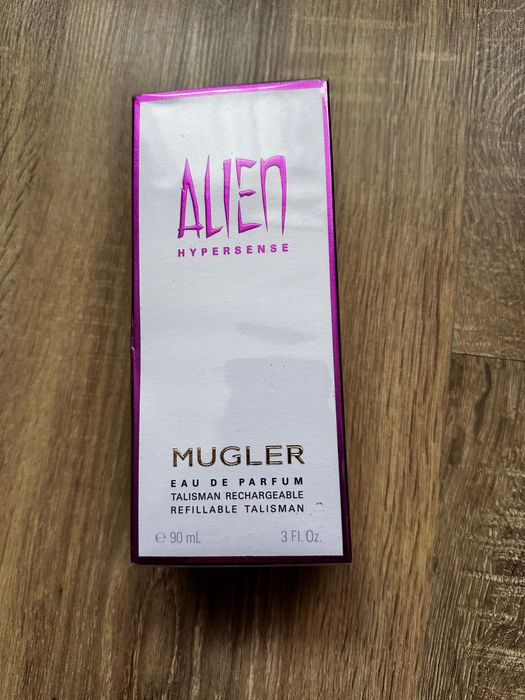 ALIEN
HYPERSENSE
MUGLER
EAU DE PARFUM
TALISMAN RECHARGEABLE
REFILLABLE TALISMAN
℮ 90 mL 3 Fl. Oz.